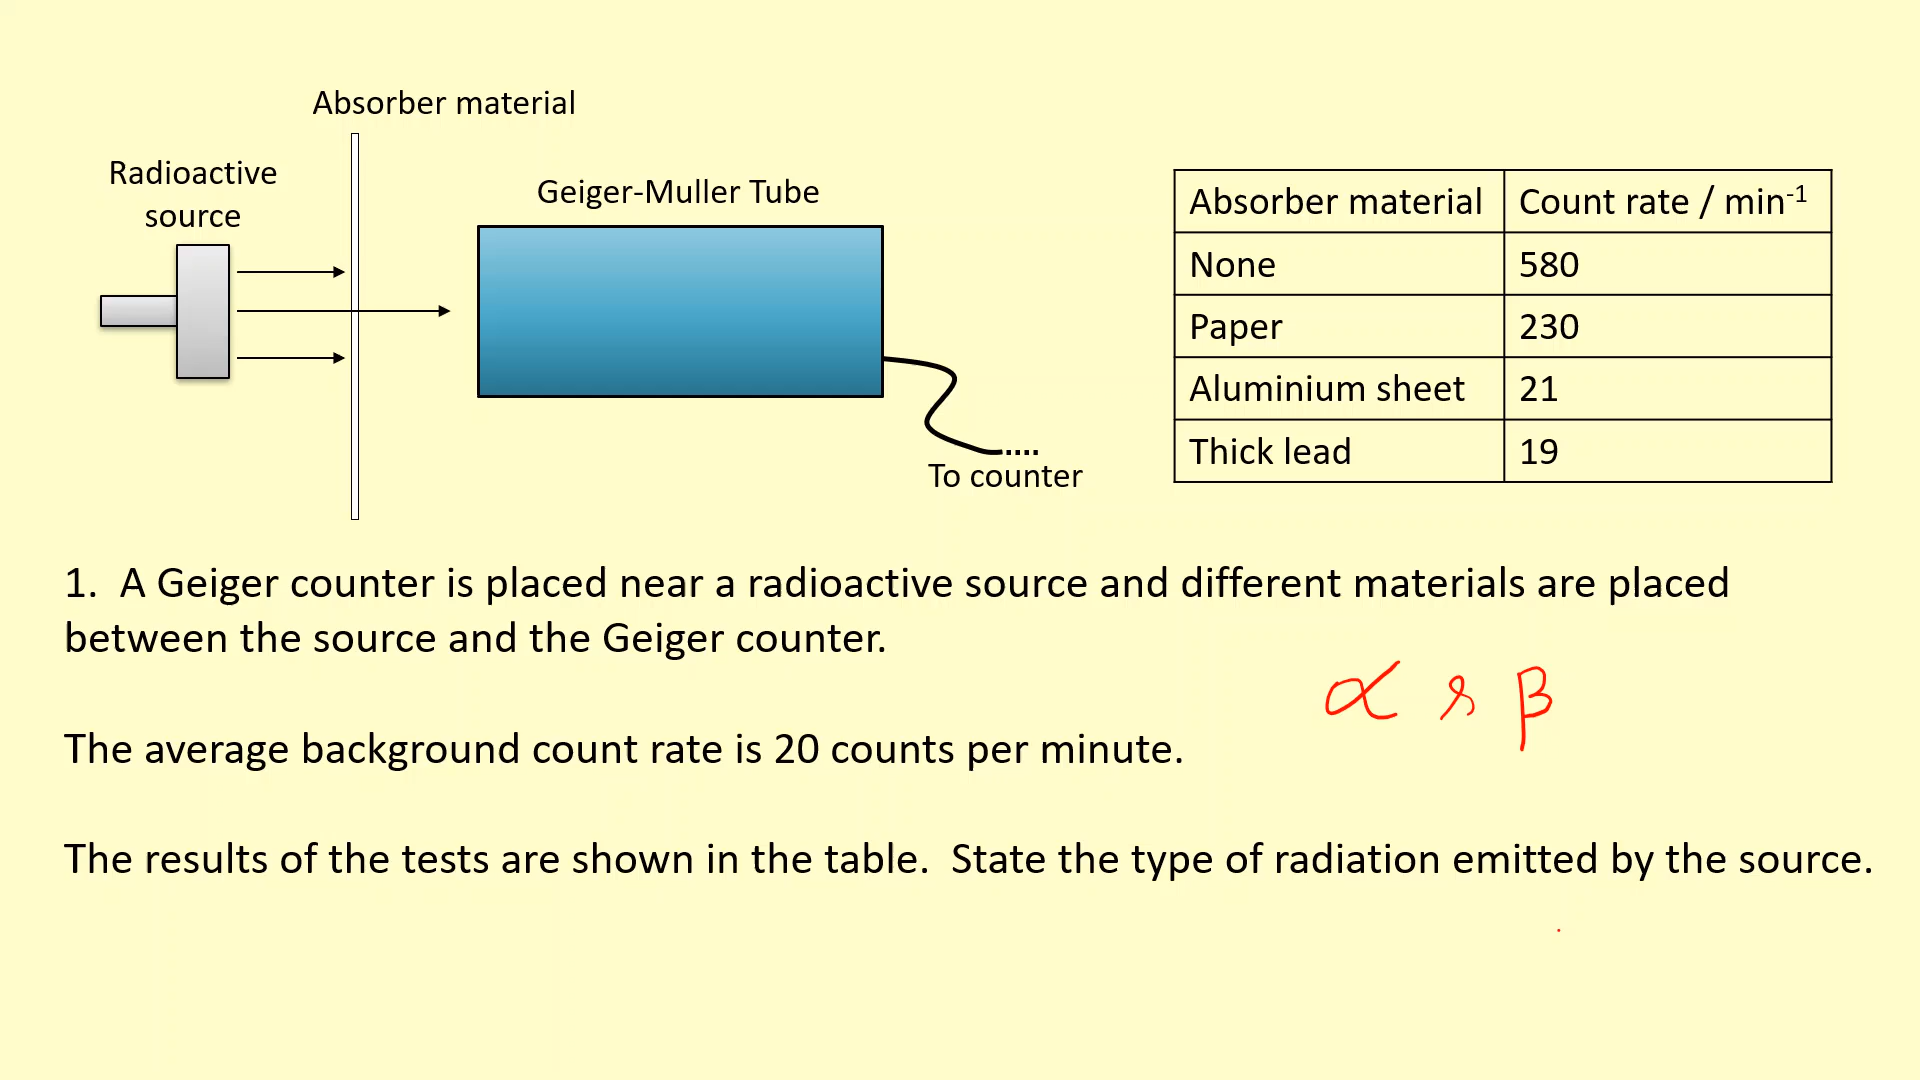 Absorber material
Radioactive
source
Geiger-Muller Tube
To counter
Absorber material Count rate / min-1
None 580
Paper 230
Aluminium sheet 21
Thick lead 19
1. A Geiger counter is placed near a radioactive source and different materials are placed
between the source and the Geiger counter.
α & β
The average background count rate is 20 counts per minute.
The results of the tests are shown in the table. State the type of radiation emitted by the source.